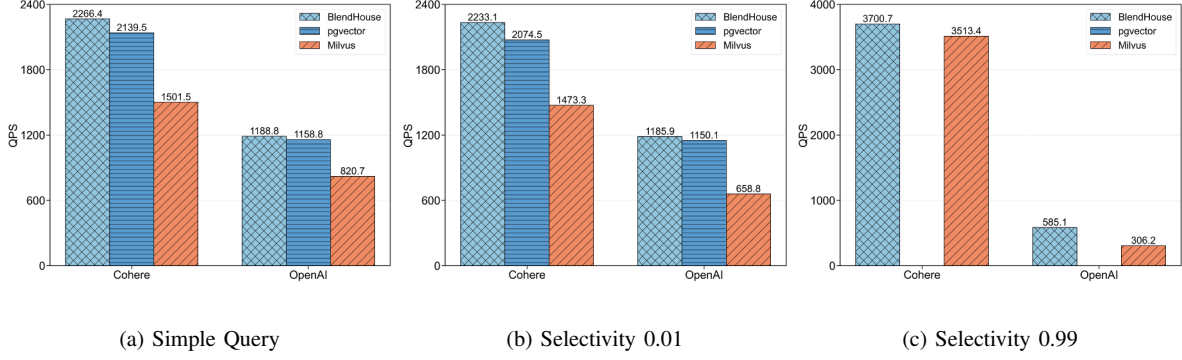 2400
1800
1200
600
0
QPS
2266.4
2139.5
1501.5
1188.8
1158.8
820.7
Cohere
OpenAI
BlendHouse
pgvector
Milvus
(a) Simple Query
2400
1800
1200
600
0
QPS
2233.1
2074.5
1473.3
1185.9
1150.1
658.8
Cohere
OpenAI
BlendHouse
pgvector
Milvus
(b) Selectivity 0.01
4000
3000
2000
1000
0
QPS
3700.7
3513.4
585.1
306.2
Cohere
OpenAI
BlendHouse
pgvector
Milvus
(c) Selectivity 0.99